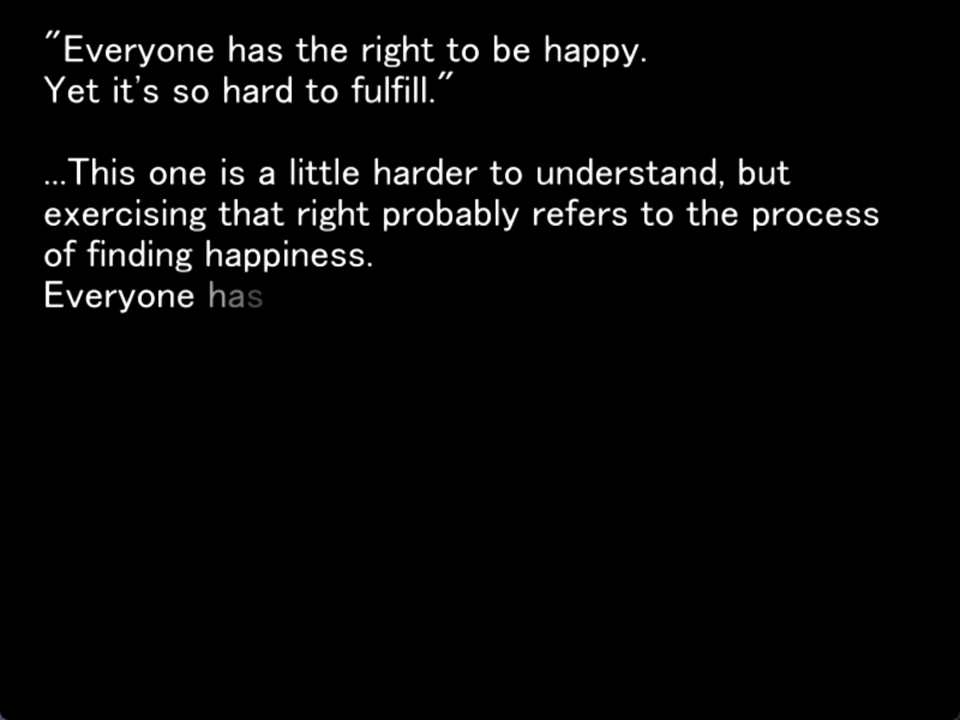 "Everyone has the right to be happy.
Yet it's so hard to fulfill."
...This one is a little harder to understand, but
exercising that right probably refers to the process
of finding happiness.
Everyone has